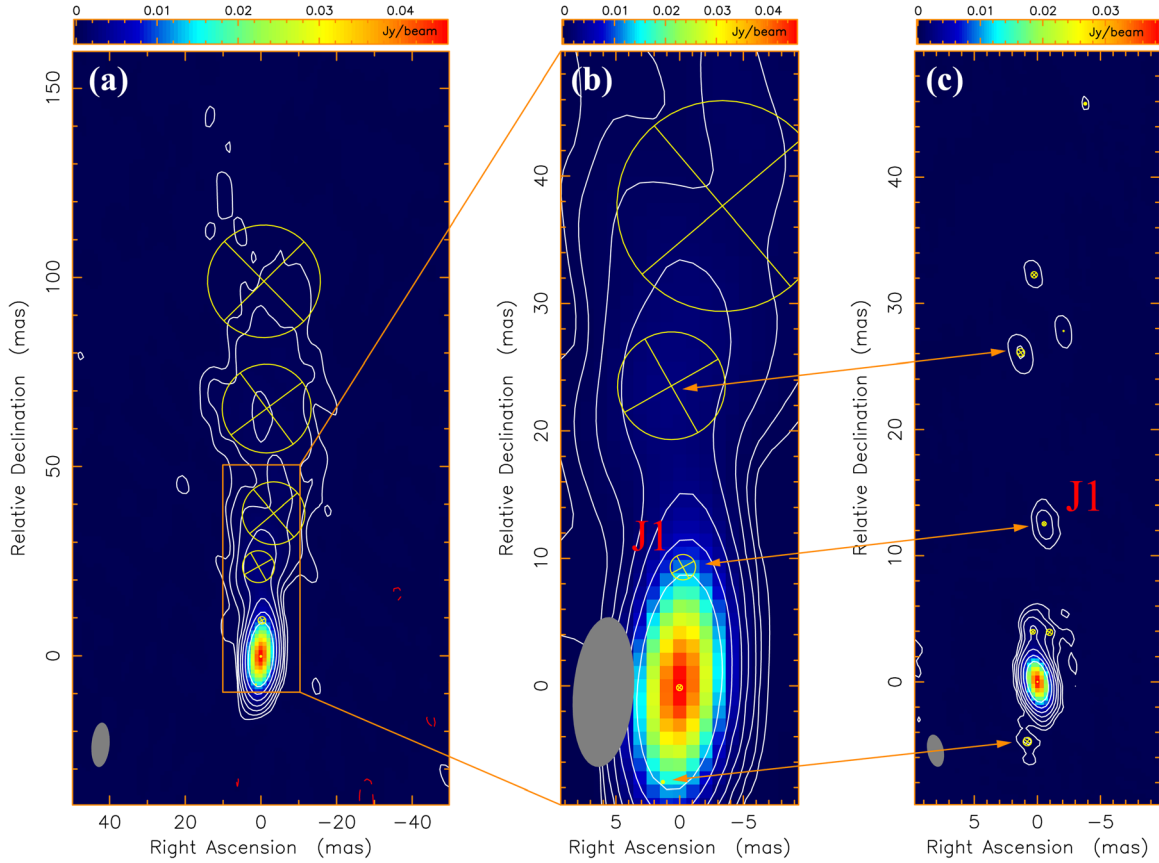 0 0.01 0.02 0.03 0.04
Jy/beam
0 0.01 0.02 0.03 0.04
Jy/beam
0 0.01 0.02 0.03
Jy/beam
(a)
(b)
(c)
Relative Declination (mas)
150
100
50
0
40 20 0 −20 −40
Right Ascension (mas)
Relative Declination (mas)
40
30
20
10
0
J1
5 0 −5
Right Ascension (mas)
Relative Declination (mas)
40
30
20
10
0
J1
5 0 −5
Right Ascension (mas)